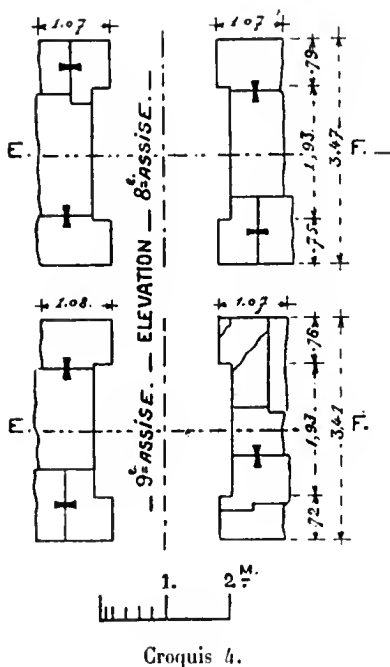 1.07
1.07
.79
E.
1,93
3.47
F.
.75
— 9e ASSISE. — ELEVATION — 8e ASSISE. —
1.08.
1.07
.76
E.
1,93
3.41
F.
.72
1.
2 M.
Croquis 4.